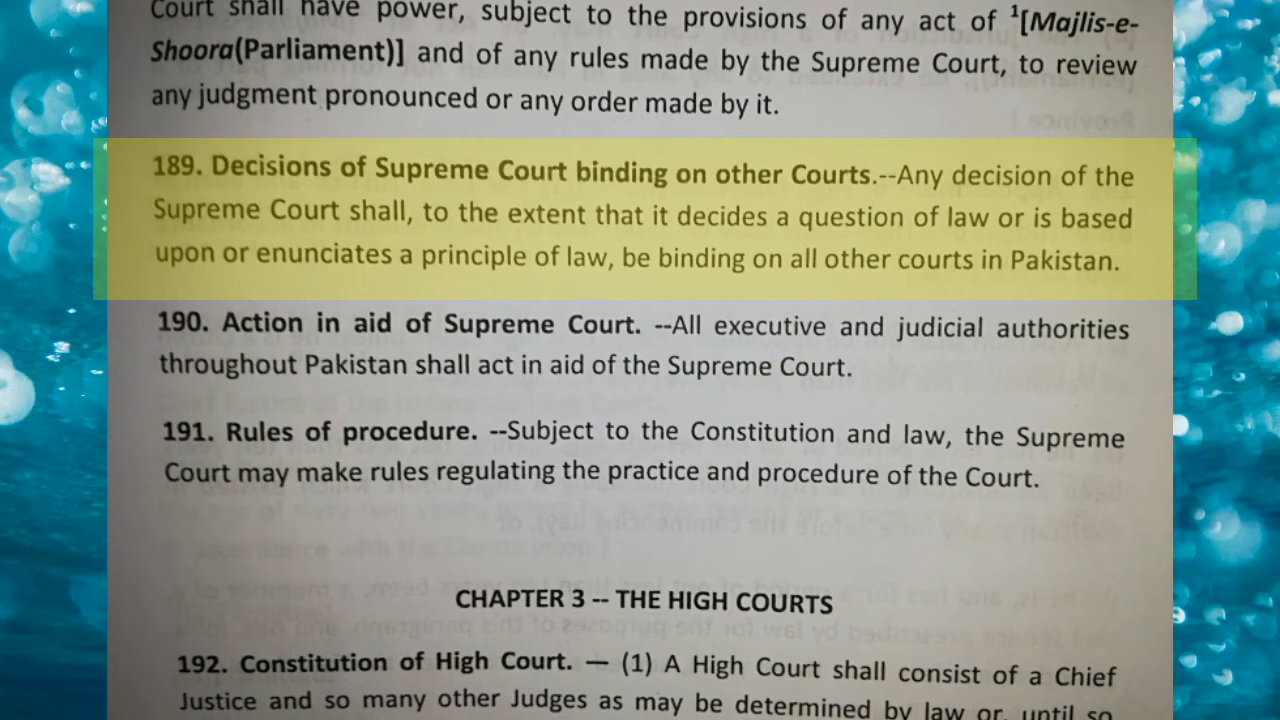 Court shall have power, subject to the provisions of any act of ¹[Majlis-e-
Shoora(Parliament)] and of any rules made by the Supreme Court, to review
any judgment pronounced or any order made by it.
189. Decisions of Supreme Court binding on other Courts.--Any decision of the
Supreme Court shall, to the extent that it decides a question of law or is based
upon or enunciates a principle of law, be binding on all other courts in Pakistan.
190. Action in aid of Supreme Court. --All executive and judicial authorities
throughout Pakistan shall act in aid of the Supreme Court.
191. Rules of procedure. --Subject to the Constitution and law, the Supreme
Court may make rules regulating the practice and procedure of the Court.
CHAPTER 3 -- THE HIGH COURTS
192. Constitution of High Court. — (1) A High Court shall consist of a Chief
Justice and so many other Judges as may be determined by law or, until so